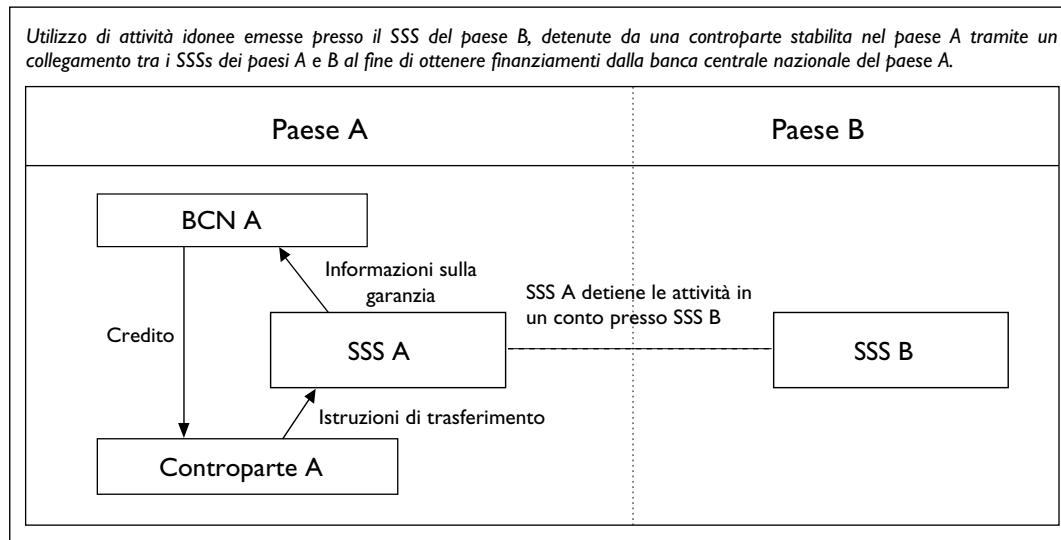 Utilizzo di attività idonee emesse presso il SSS del paese B, detenute da una controparte stabilita nel paese A tramite un
collegamento tra i SSSs dei paesi A e B al fine di ottenere finanziamenti dalla banca centrale nazionale del paese A.
Paese A
Paese B
BCN A
Informazioni sulla
garanzia
SSS A detiene le attività in
un conto presso SSS B
Credito
SSS A
SSS B
Istruzioni di trasferimento
Controparte A